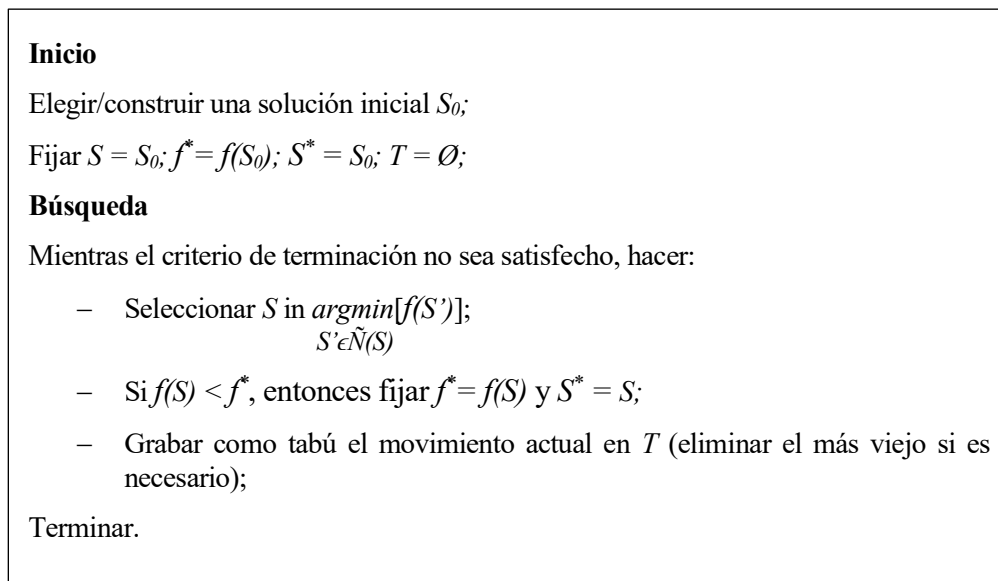 Inicio
Elegir/construir una solución inicial S₀;
Fijar S = S₀; f* = f(S₀); S* = S₀; T = Ø;
Búsqueda
Mientras el criterio de terminación no sea satisfecho, hacer:
– Seleccionar S in argmin[f(S’)];
S’ϵÑ(S)
– Si f(S) < f*, entonces fijar f* = f(S) y S* = S;
– Grabar como tabú el movimiento actual en T (eliminar el más viejo si es
necesario);
Terminar.